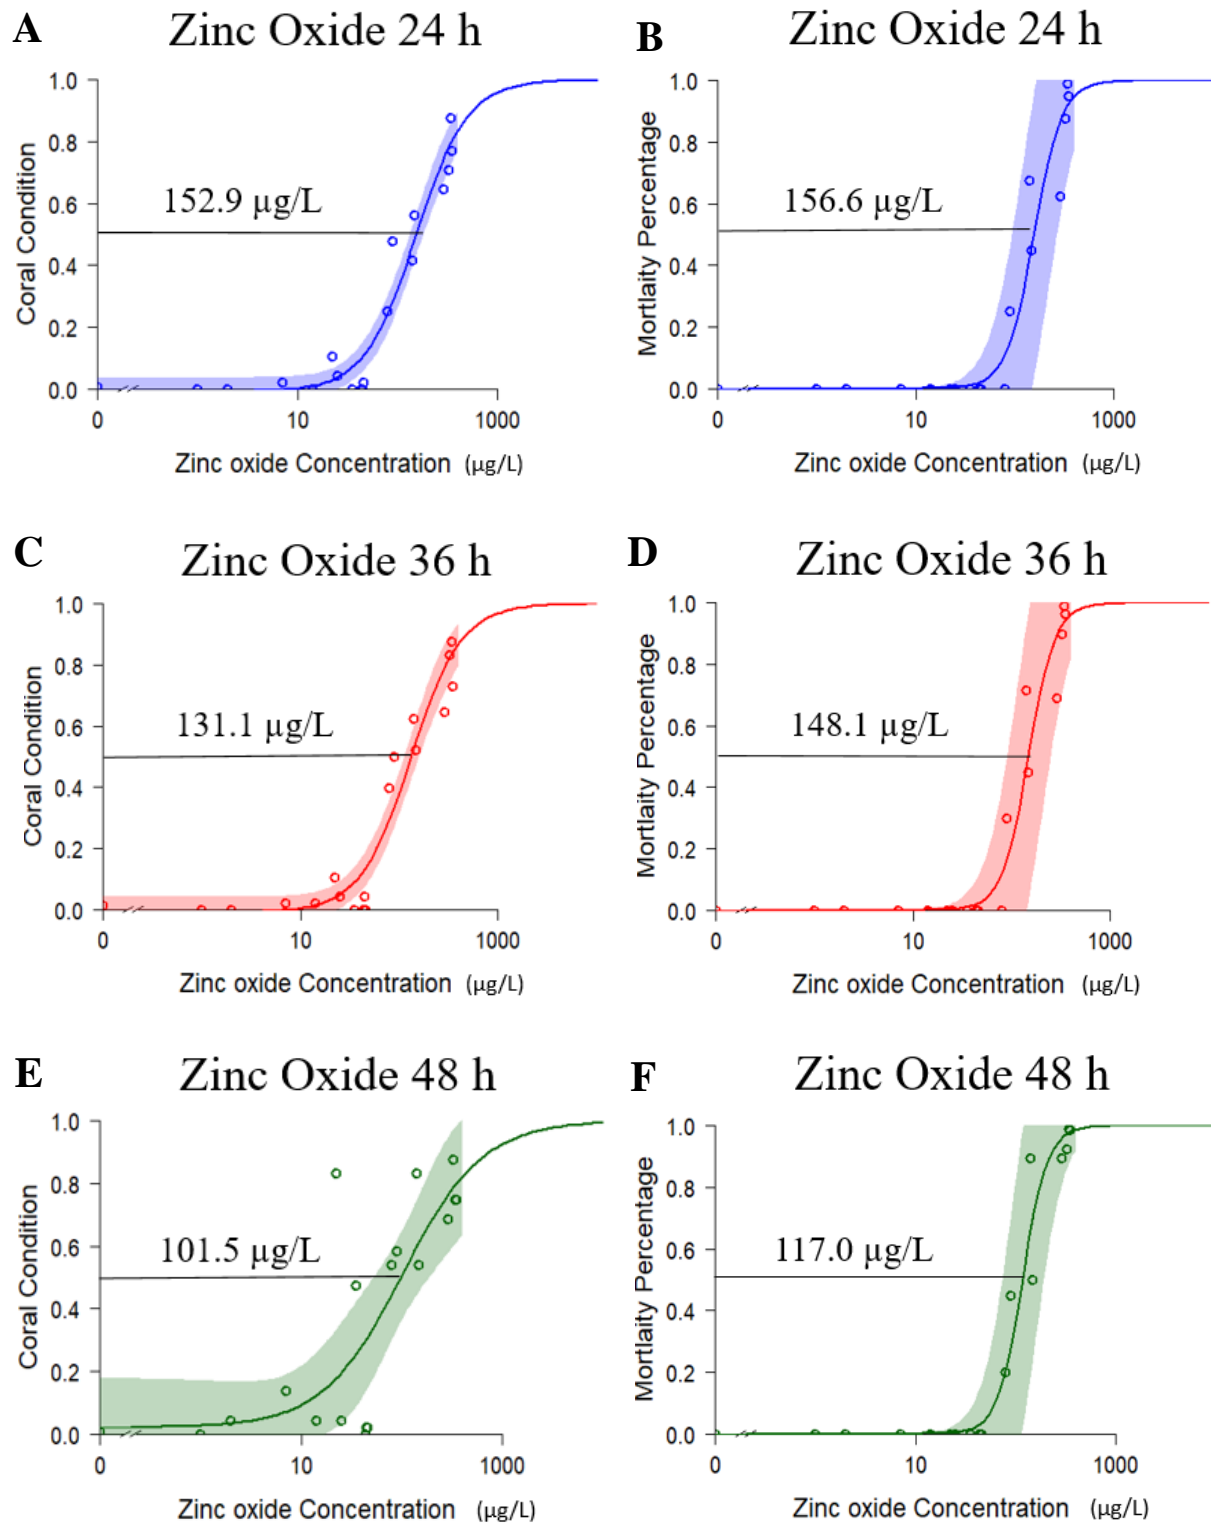 A Zinc Oxide 24 h
1.0
0.8
0.6
0.4
0.2
0.0
Coral Condition
152.9 µg/L
0 10 1000
Zinc oxide Concentration (µg/L)
B Zinc Oxide 24 h
1.0
0.8
0.6
0.4
0.2
0.0
Mortlaity Percentage
156.6 µg/L
0 10 1000
Zinc oxide Concentration (µg/L)
C Zinc Oxide 36 h
1.0
0.8
0.6
0.4
0.2
0.0
Coral Condition
131.1 µg/L
0 10 1000
Zinc oxide Concentration (µg/L)
D Zinc Oxide 36 h
1.0
0.8
0.6
0.4
0.2
0.0
Mortlaity Percentage
148.1 µg/L
0 10 1000
Zinc oxide Concentration (µg/L)
E Zinc Oxide 48 h
1.0
0.8
0.6
0.4
0.2
0.0
Coral Condition
101.5 µg/L
0 10 1000
Zinc oxide Concentration (µg/L)
F Zinc Oxide 48 h
1.0
0.8
0.6
0.4
0.2
0.0
Mortlaity Percentage
117.0 µg/L
0 10 1000
Zinc oxide Concentration (µg/L)